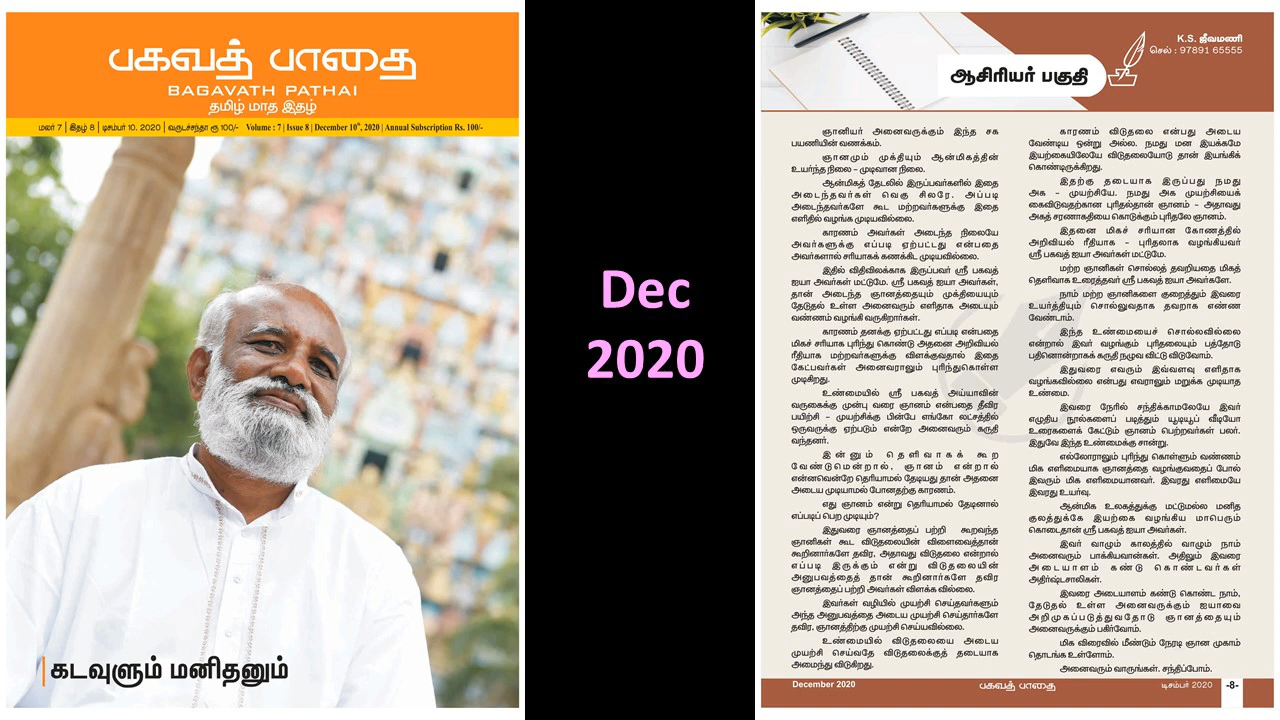 பகவத் பாதை
BAGAVATH PATHAI
தமிழ் மாத இதழ்
மலர் 7 | இதழ் 8 | டிசம்பர் 10, 2020 | வருடச்சந்தா ரூ 100/- Volume : 7 | Issue 8 | December 10th, 2020 | Annual Subscription Rs. 100/-
கடவுளும் மனிதனும்
Dec
2020
K.S. ஜீவமணி
செல் : 97891 65555
ஆசிரியர் பகுதி
ஞானியர் அனைவருக்கும் இந்த சக
பயணியின் வணக்கம்.
ஞானமும் முக்தியும் ஆன்மிகத்தின்
உயர்ந்த நிலை – முடிவான நிலை.
ஆன்மிகத் தேடலில் இருப்பவர்களில் இதை
அடைந்தவர்கள் வெகு சிலரே. அப்படி
அடைந்தவர்களே கூட மற்றவர்களுக்கு இதை
எளிதில் வழங்க முடியவில்லை.
காரணம் அவர்கள் அடைந்த நிலையே
அவர்களுக்கு எப்படி ஏற்பட்டது என்பதை
அவர்களால் சரியாகக் கணக்கிட முடியவில்லை.
இதில் விதிவிலக்காக இருப்பவர் ஸ்ரீ பகவத்
ஐயா அவர்கள் மட்டுமே. ஸ்ரீ பகவத் ஐயா அவர்கள்,
தான் அடைந்த ஞானத்தையும் முக்தியையும்
தேடுதல் உள்ள அனைவரும் எளிதாக அடையும்
வண்ணம் வழங்கி வருகிறார்கள்.
காரணம் தனக்கு ஏற்பட்டது எப்படி என்பதை
மிகச் சரியாக புரிந்து கொண்டு அதனை அறிவியல்
ரீதியாக மற்றவர்களுக்கு விளக்குவதால் இதை
கேட்பவர்கள் அனைவராலும் புரிந்துகொள்ள
முடிகிறது.
உண்மையில் ஸ்ரீ பகவத் அய்யாவின்
வருகைக்கு முன்பு வரை ஞானம் என்பதை தீவிர
பயிற்சி – முயற்சிக்கு பின்பே எங்கோ லட்சத்தில்
ஒருவருக்கு ஏற்படும் என்றே அனைவரும் கருதி
வந்தனர்.
இன்னும் தெளிவாகக் கூற
வேண்டுமென்றால், ஞானம் என்றால்
என்னவென்றே தெரியாமல் தேடியது தான் அதனை
அடைய முடியாமல் போனதற்கு காரணம்.
எது ஞானம் என்று தெரியாமல் தேடினால்
எப்படிப் பெற முடியும்?
இதுவரை ஞானத்தைப் பற்றி கூறவந்த
ஞானிகள் கூட விடுதலையின் விளைவைத்தான்
கூறினார்களே தவிர, அதாவது விடுதலை என்றால்
எப்படி இருக்கும் என்று விடுதலையின்
அனுபவத்தைத் தான் கூறினார்களே தவிர
ஞானத்தைப் பற்றி அவர்கள் விளக்க வில்லை.
இவர்கள் வழியில் முயற்சி செய்தவர்களும்
அந்த அனுபவத்தை அடைய முயற்சி செய்தார்களே
தவிர, ஞானத்திற்கு முயற்சி செய்யவில்லை.
உண்மையில் விடுதலையை அடைய
முயற்சி செய்வதே விடுதலைக்குத் தடையாக
அமைந்து விடுகிறது.
காரணம் விடுதலை என்பது அடைய
வேண்டிய ஒன்று அல்ல. நமது மன இயக்கமே
இயற்கையிலேயே விடுதலையோடு தான் இயங்கிக்
கொண்டிருக்கிறது.
இதற்கு தடையாக இருப்பது நமது
அக – முயற்சியே. நமது அக முயற்சியைக்
கைவிடுவதற்கான புரிதல்தான் ஞானம் – அதாவது
அகத் சரணாகதியை கொடுக்கும் புரிதலே ஞானம்.
இதனை மிகச் சரியான கோணத்தில்
அறிவியல் ரீதியாக – புரிதலாக வழங்கியவர்
ஸ்ரீ பகவத் ஐயா அவர்கள் மட்டுமே.
மற்ற ஞானிகள் சொல்லத் தவறியதை மிகத்
தெளிவாக உரைத்தவர் ஸ்ரீ பகவத் ஐயா அவர்களே.
நாம் மற்ற ஞானிகளை குறைத்தும் இவரை
உயர்த்தியும் சொல்லுவதாக தவறாக எண்ண
வேண்டாம்.
இந்த உண்மையைச் சொல்லவில்லை
என்றால் இவர் வழங்கும் புரிதலையும் பத்தோடு
பதினொன்றாகக் கருதி நழுவ விட்டு விடுவோம்.
இதுவரை எவரும் இவ்வளவு எளிதாக
வழங்கவில்லை என்பது எவராலும் மறுக்க முடியாத
உண்மை.
இவரை நேரில் சந்திக்காமலேயே இவர்
எழுதிய நூல்களைப் படித்தும் யூடியூப் வீடியோ
உரைகளைக் கேட்டும் ஞானம் பெற்றவர்கள் பலர்.
இதுவே இந்த உண்மைக்கு சான்று.
எல்லோராலும் புரிந்து கொள்ளும் வண்ணம்
மிக எளிமையாக ஞானத்தை வழங்குவதைப் போல்
இவரும் மிக எளிமையானவர். இவரது எளிமையே
இவரது உயர்வு.
ஆன்மிக உலகத்துக்கு மட்டுமல்ல மனித
குலத்துக்கே இயற்கை வழங்கிய மாபெரும்
கொடைதான் ஸ்ரீ பகவத் ஐயா அவர்கள்.
இவர் வாழும் காலத்தில் வாழும் நாம்
அனைவரும் பாக்கியவான்கள். அதிலும் இவரை
அடையாளம் கண்டு கொண்டவர்கள்
அதிர்ஷ்டசாலிகள்.
இவரை அடையாளம் கண்டு கொண்ட நாம்,
தேடுதல் உள்ள அனைவருக்கும் ஐயாவை
அறிமுகப்படுத்துவதோடு ஞானத்தையும்
அனைவருக்கும் பகிர்வோம்.
மிக விரைவில் மீண்டும் நேரடி ஞான முகாம்
தொடங்க உள்ளோம்.
அனைவரும் வாருங்கள். சந்திப்போம்.
December 2020 பகவத் பாதை டிசம்பர் 2020 -8-